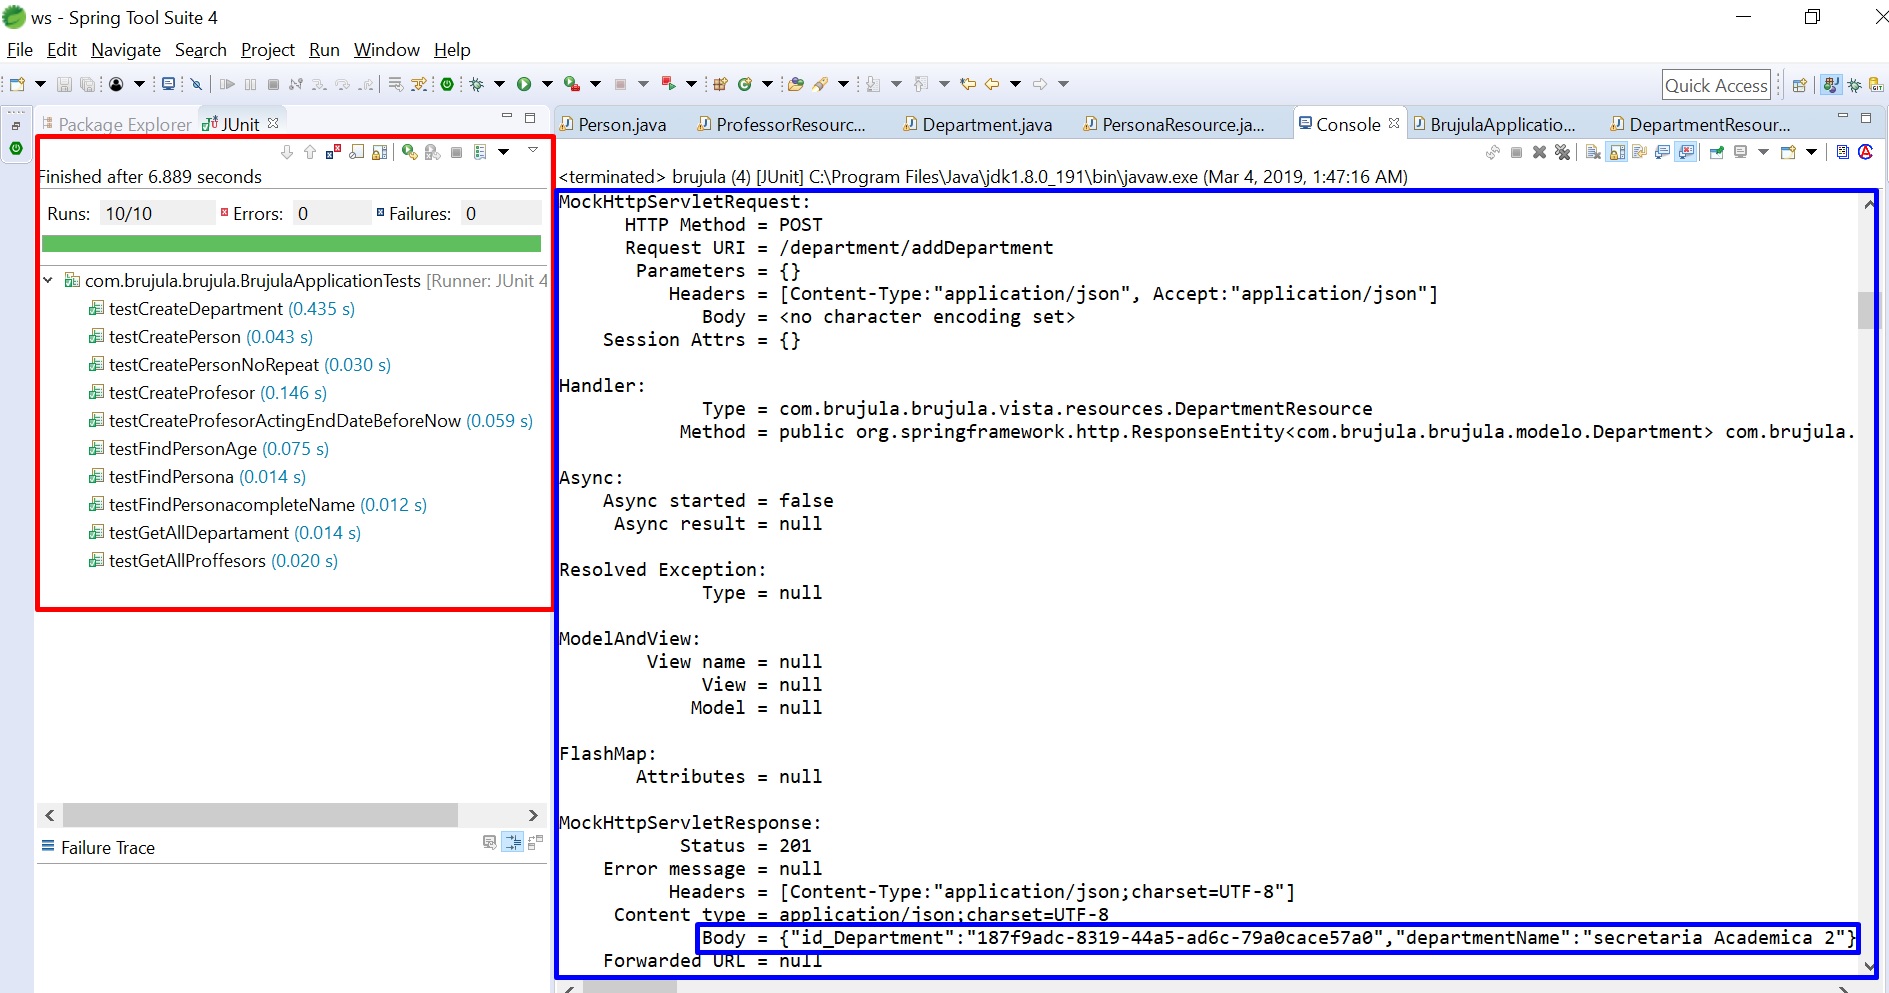 ws - Spring Tool Suite 4
File Edit Navigate Search Project Run Window Help
Quick Access
Package Explorer JUnit
Person.java ProfessorResourc... Department.java PersonaResource.ja... Console BrujulaApplicatio... DepartmentResour...
Finished after 6.889 seconds
Runs: 10/10 Errors: 0 Failures: 0
com.brujula.brujula.BrujulaApplicationTests [Runner: JUnit 4
testCreateDepartment (0.435 s)
testCreatePerson (0.043 s)
testCreatePersonNoRepeat (0.030 s)
testCreateProfesor (0.146 s)
testCreateProfesorActingEndDateBeforeNow (0.059 s)
testFindPersonAge (0.075 s)
testFindPersona (0.014 s)
testFindPersonacompleteName (0.012 s)
testGetAllDepartament (0.014 s)
testGetAllProffesors (0.020 s)
Failure Trace
<terminated> brujula (4) [JUnit] C:\Program Files\Java\jdk1.8.0_191\bin\javaw.exe (Mar 4, 2019, 1:47:16 AM)
MockHttpServletRequest:
HTTP Method = POST
Request URI = /department/addDepartment
Parameters = {}
Headers = [Content-Type:"application/json", Accept:"application/json"]
Body = <no character encoding set>
Session Attrs = {}
Handler:
Type = com.brujula.brujula.vista.resources.DepartmentResource
Method = public org.springframework.http.ResponseEntity<com.brujula.brujula.modelo.Department> com.brujula.
Async:
Async started = false
Async result = null
Resolved Exception:
Type = null
ModelAndView:
View name = null
View = null
Model = null
FlashMap:
Attributes = null
MockHttpServletResponse:
Status = 201
Error message = null
Headers = [Content-Type:"application/json;charset=UTF-8"]
Content type = application/json;charset=UTF-8
Body = {"id_Department":"187f9adc-8319-44a5-ad6c-79a0cace57a0","departmentName":"secretaria Academica 2"}
Forwarded URL = null